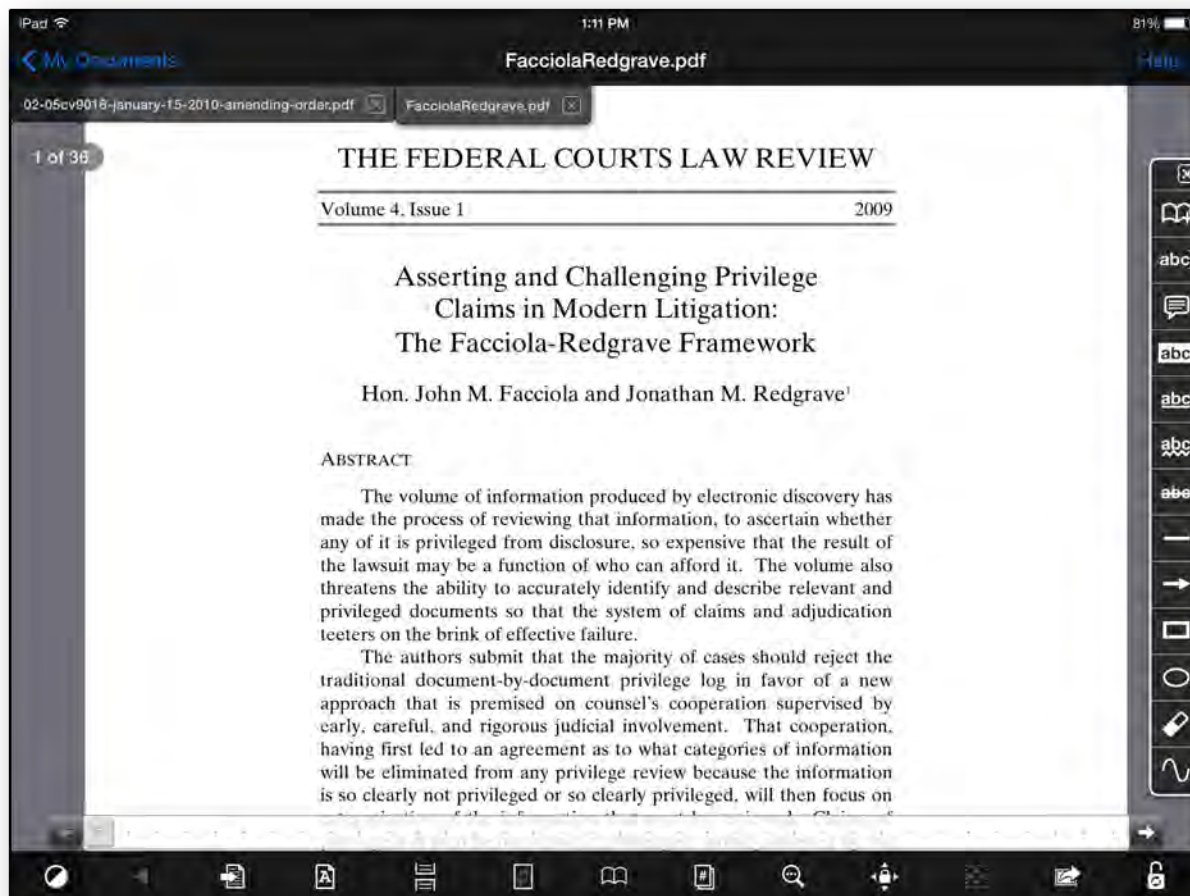 iPad 1:11 PM 81%
My Documents FacciolaRedgrave.pdf Help
02-05cv9016-january-15-2010-amending-order.pdf FacciolaRedgrave.pdf
1 of 36
THE FEDERAL COURTS LAW REVIEW
Volume 4, Issue 1 2009
Asserting and Challenging Privilege
Claims in Modern Litigation:
The Facciola-Redgrave Framework
Hon. John M. Facciola and Jonathan M. Redgrave¹
ABSTRACT
The volume of information produced by electronic discovery has
made the process of reviewing that information, to ascertain whether
any of it is privileged from disclosure, so expensive that the result of
the lawsuit may be a function of who can afford it. The volume also
threatens the ability to accurately identify and describe relevant and
privileged documents so that the system of claims and adjudication
teeters on the brink of effective failure.
The authors submit that the majority of cases should reject the
traditional document-by-document privilege log in favor of a new
approach that is premised on counsel's cooperation supervised by
early, careful, and rigorous judicial involvement. That cooperation,
having first led to an agreement as to what categories of information
will be eliminated from any privilege review because the information
is so clearly not privileged or so clearly privileged, will then focus on
abc
abc
abc
abc
abc
A
#